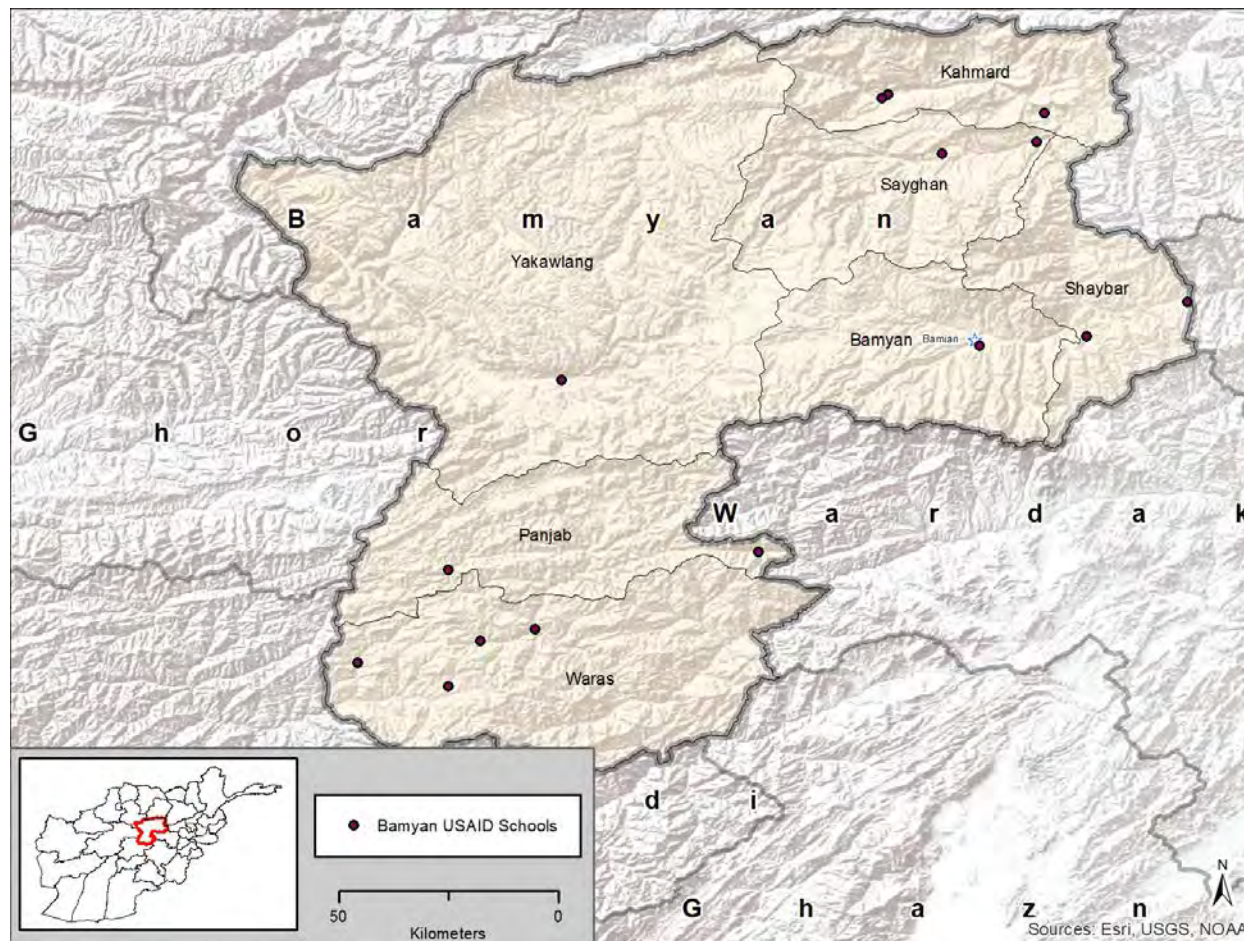 Kahmard
Sayghan
B a m y a n
Yakawlang
Shaybar
Bamyan
Bamian
G h o r
W a r d a k
Panjab
Waras
d i
Bamyan USAID Schools
50 0
Kilometers
G h a z n
N
Sources: Esri, USGS, NOAA